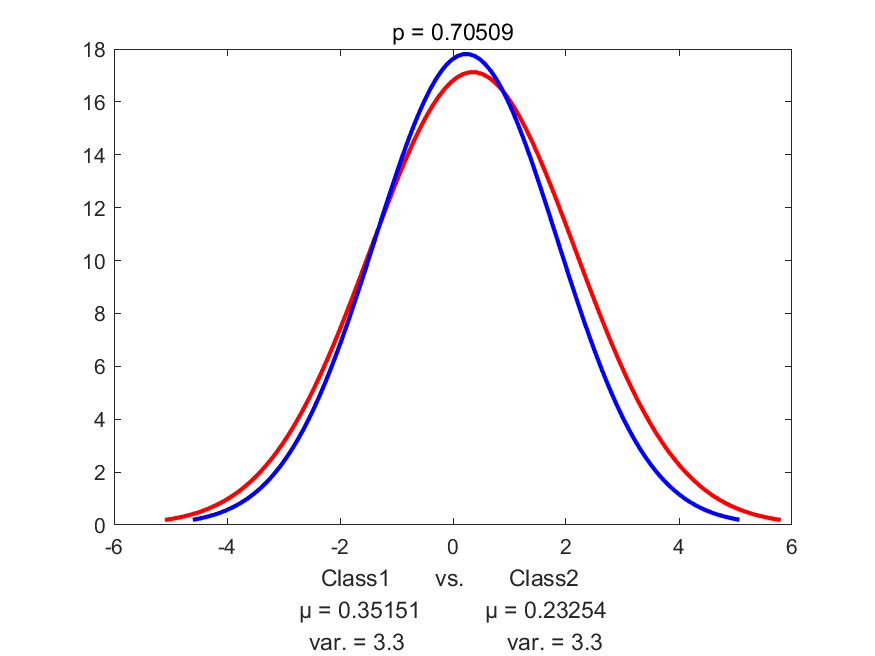 p = 0.70509
18
16
14
12
10
8
6
4
2
0
-6 -4 -2 0 2 4 6
Class1 vs. Class2
μ = 0.35151 μ = 0.23254
var. = 3.3 var. = 3.3